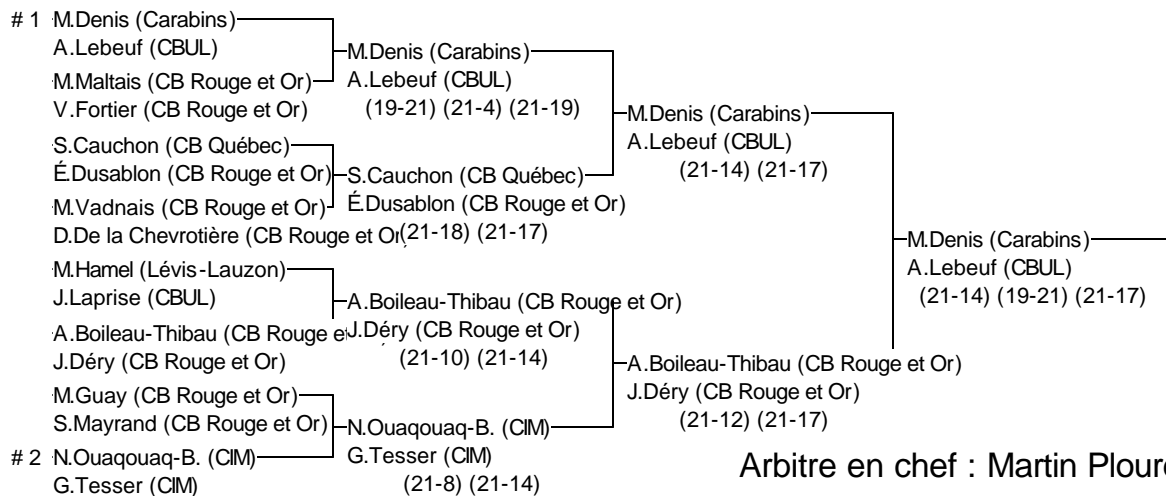 # 1 M.Denis (Carabins)
A.Lebeuf (CBUL)
M.Maltais (CB Rouge et Or)
V.Fortier (CB Rouge et Or)
S.Cauchon (CB Québec)
É.Dusablon (CB Rouge et Or)
M.Vadnais (CB Rouge et Or)
D.De la Chevrotière (CB Rouge et Or)
M.Hamel (Lévis-Lauzon)
J.Laprise (CBUL)
A.Boileau-Thibau (CB Rouge et
J.Déry (CB Rouge et Or)
M.Guay (CB Rouge et Or)
S.Mayrand (CB Rouge et Or)
# 2 N.Ouaqouaq-B. (CIM)
G.Tesser (CIM)
M.Denis (Carabins)
A.Lebeuf (CBUL)
(19-21) (21-4) (21-19)
S.Cauchon (CB Québec)
É.Dusablon (CB Rouge et Or)
(21-18) (21-17)
A.Boileau-Thibau (CB Rouge et Or)
J.Déry (CB Rouge et Or)
(21-10) (21-14)
N.Ouaqouaq-B. (CIM)
G.Tesser (CIM)
(21-8) (21-14)
M.Denis (Carabins)
A.Lebeuf (CBUL)
(21-14) (21-17)
A.Boileau-Thibau (CB Rouge et Or)
J.Déry (CB Rouge et Or)
(21-12) (21-17)
M.Denis (Carabins)
A.Lebeuf (CBUL)
(21-14) (19-21) (21-17)
Arbitre en chef : Martin